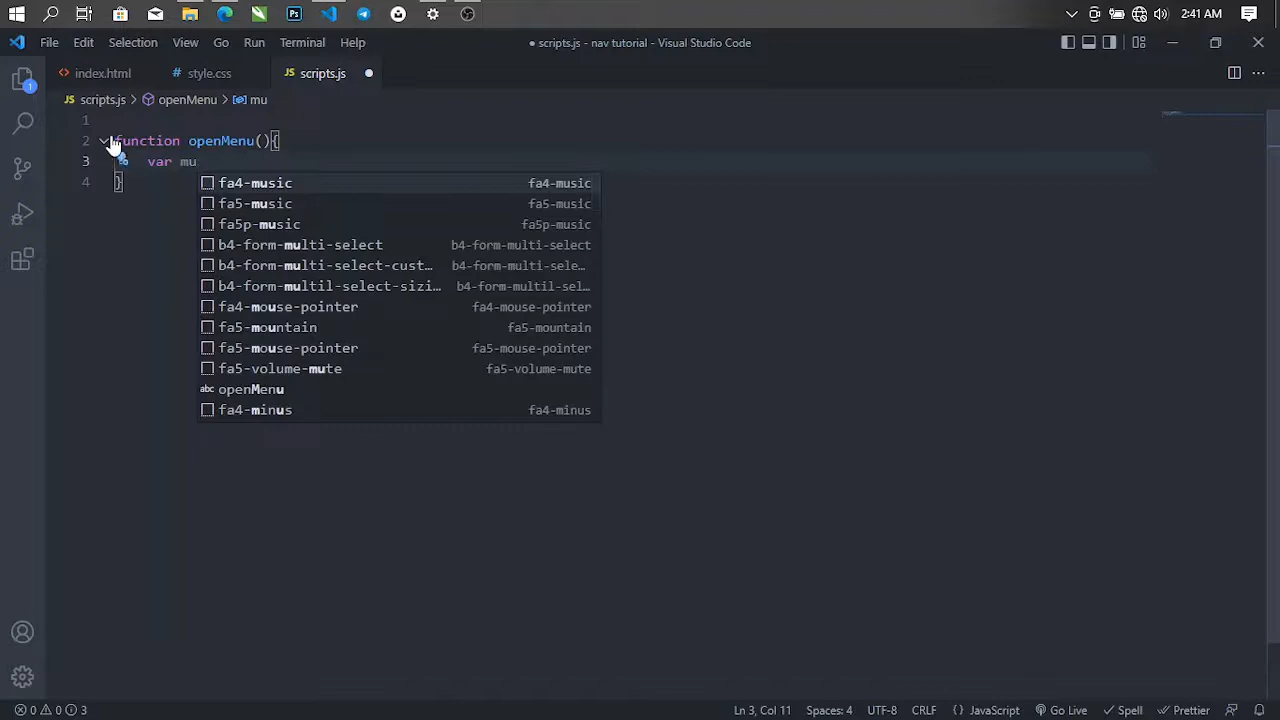 Ps
2:41 AM
File Edit Selection View Go Run Terminal Help
● scripts.js - nav tutorial - Visual Studio Code
1
<> index.html
# style.css
JS scripts.js ●
JS scripts.js > openMenu > mu
1
2 function openMenu(){
3 var mu
4 }
fa4-music fa4-music
fa5-music fa5-music
fa5p-music fa5p-music
b4-form-multi-select b4-form-multi-select
b4-form-multi-select-cust… b4-form-multi-sele…
b4-form-multil-select-sizi… b4-form-multil-sel…
fa4-mouse-pointer fa4-mouse-pointer
fa5-mountain fa5-mountain
fa5-mouse-pointer fa5-mouse-pointer
fa5-volume-mute fa5-volume-mute
abc openMenu
fa4-minus fa4-minus
0 0 3
Ln 3, Col 11 Spaces: 4 UTF-8 CRLF {} JavaScript Go Live Spell Prettier